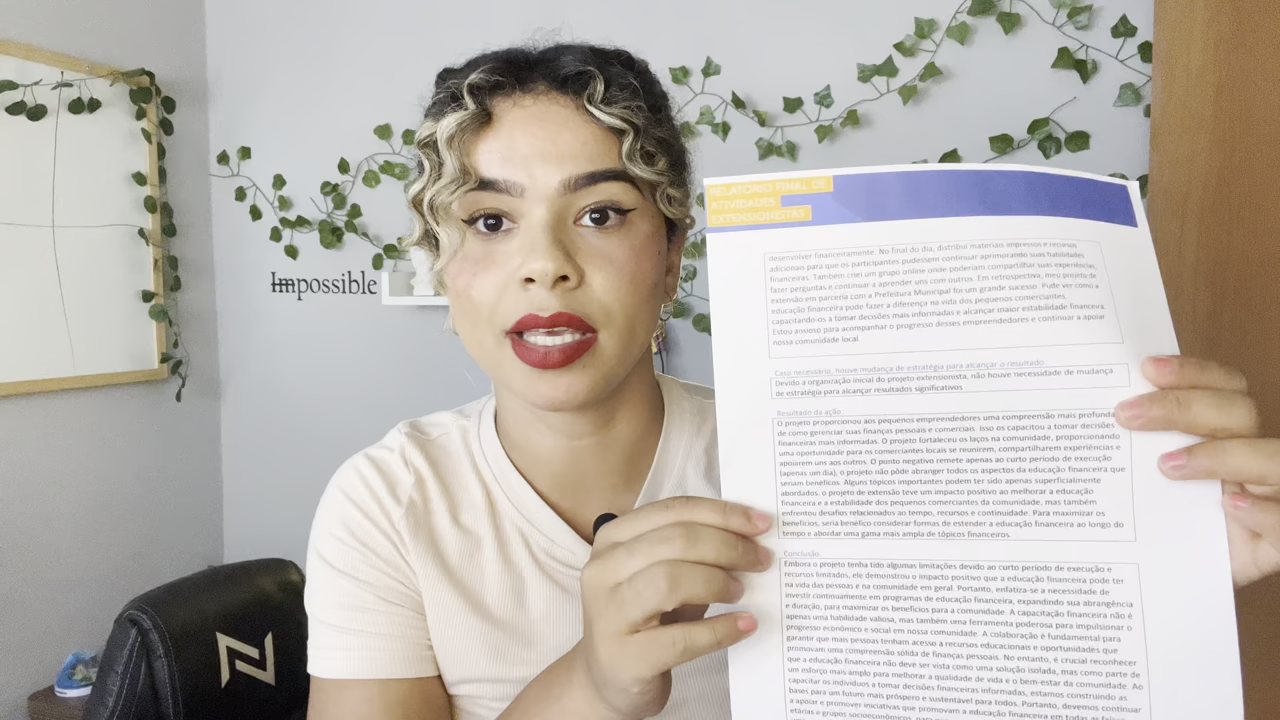 Impossible
RELATÓRIO FINAL DE
ATIVIDADES
EXTENSIONISTAS
desenvolver financeiramente. No final do dia, distribui materiais impressos e recursos
adicionais para que os participantes pudessem continuar aprimorando suas habilidades
financeiras. Também criei um grupo online onde poderiam compartilhar suas experiências,
fazer perguntas e continuar a aprender uns com outros. Em retrospectiva, meu projeto de
extensão em parceria com a Prefeitura Municipal foi um grande sucesso. Pude ver como a
educação financeira pode fazer a diferença na vida dos pequenos comerciantes,
capacitando-os a tomar decisões mais informadas e alcançar maior estabilidade financeira.
Estou ansioso para acompanhar o progresso desses empreendedores e continuar a apoiar
nossa comunidade local.
Caso necessário, houve mudança de estratégia para alcançar o resultado:
Devido a organização inicial do projeto extensionista, não houve necessidade de mudança
de estratégia para alcançar resultados significativos
Resultado da ação.
O projeto proporcionou aos pequenos empreendedores uma compreensão mais profunda
de como gerenciar suas finanças pessoais e comerciais. Isso os capacitou a tomar decisões
financeiras mais informadas. O projeto fortaleceu os laços na comunidade, proporcionando
uma oportunidade para os comerciantes locais se reunirem, compartilharem experiências e
apoiarem uns aos outros. O ponto negativo remete apenas ao curto período de execução
(apenas um dia), o projeto não pôde abranger todos os aspectos da educação financeira que
seriam benéficos. Alguns tópicos importantes podem ter sido apenas superficialmente
abordados. o projeto de extensão teve um impacto positivo ao melhorar a educação
financeira e a estabilidade dos pequenos comerciantes da comunidade, mas também
enfrentou desafios relacionados ao tempo, recursos e continuidade. Para maximizar os
benefícios, seria benéfico considerar formas de estender a educação financeira ao longo do
tempo e abordar uma gama mais ampla de tópicos financeiros.
Conclusão.
Embora o projeto tenha tido algumas limitações devido ao curto período de execução e
recursos limitados, ele demonstrou o impacto positivo que a educação financeira pode ter
na vida das pessoas e na comunidade em geral. Portanto, enfatiza-se a necessidade de
investir continuamente em programas de educação financeira, expandindo sua abrangência
e duração, para maximizar os benefícios para a comunidade. A capacitação financeira não é
apenas uma habilidade valiosa, mas também uma ferramenta poderosa para impulsionar o
progresso econômico e social em nossa comunidade. A colaboração é fundamental para
garantir que mais pessoas tenham acesso a recursos educacionais e oportunidades que
promovam uma compreensão sólida de finanças pessoais. No entanto, é crucial reconhecer
que a educação financeira não deve ser vista como uma solução isolada, mas como parte de
um esforço mais amplo para melhorar a qualidade de vida e o bem-estar da comunidade. Ao
capacitar os indivíduos a tomar decisões financeiras informadas, estamos construindo as
bases para um futuro mais próspero e sustentável para todos. Portanto, devemos continuar
a apoiar e promover iniciativas que promovam a educação financeira em todas as faixas
etárias e grupos socioeconômicos,